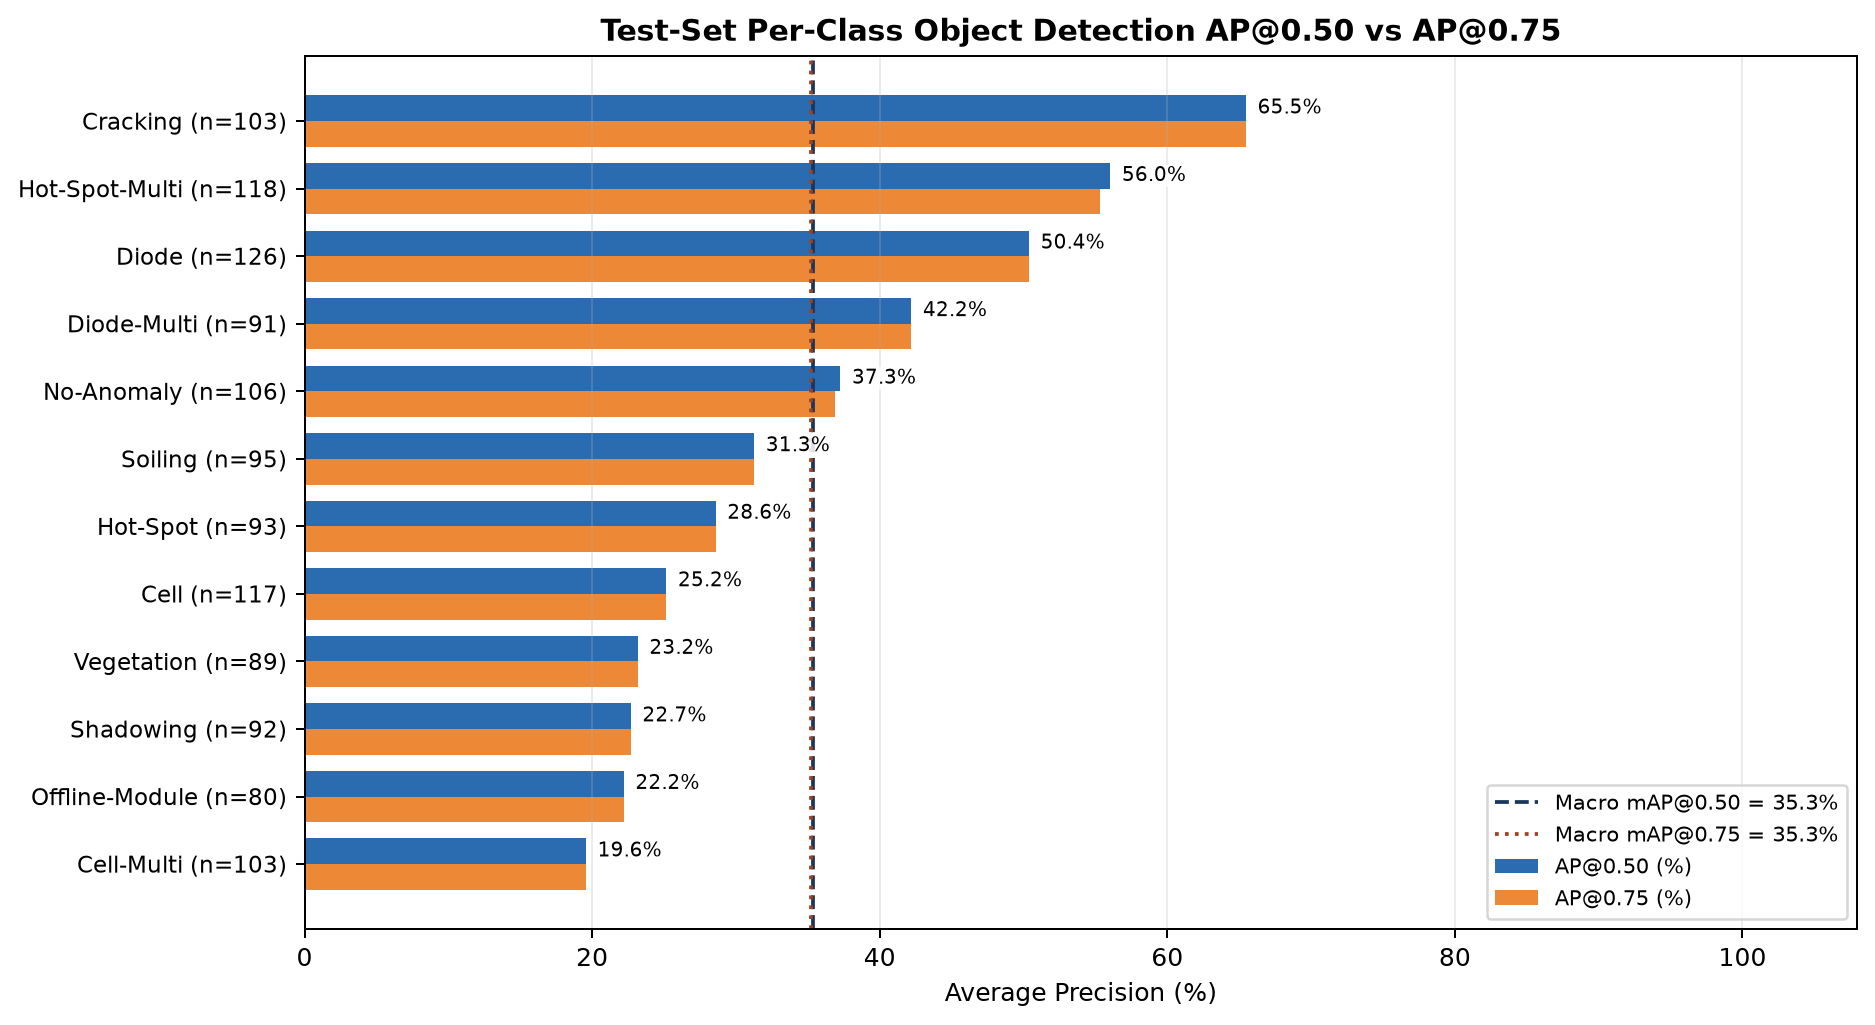 Test-Set Per-Class Object Detection AP@0.50 vs AP@0.75
Cracking (n=103)
65.5%
Hot-Spot-Multi (n=118)
56.0%
Diode (n=126)
50.4%
Diode-Multi (n=91)
42.2%
No-Anomaly (n=106)
37.3%
Soiling (n=95)
31.3%
Hot-Spot (n=93)
28.6%
Cell (n=117)
25.2%
Vegetation (n=89)
23.2%
Shadowing (n=92)
22.7%
Offline-Module (n=80)
22.2%
Cell-Multi (n=103)
19.6%
Macro mAP@0.50 = 35.3%
Macro mAP@0.75 = 35.3%
AP@0.50 (%)
AP@0.75 (%)
0 20 40 60 80 100
Average Precision (%)